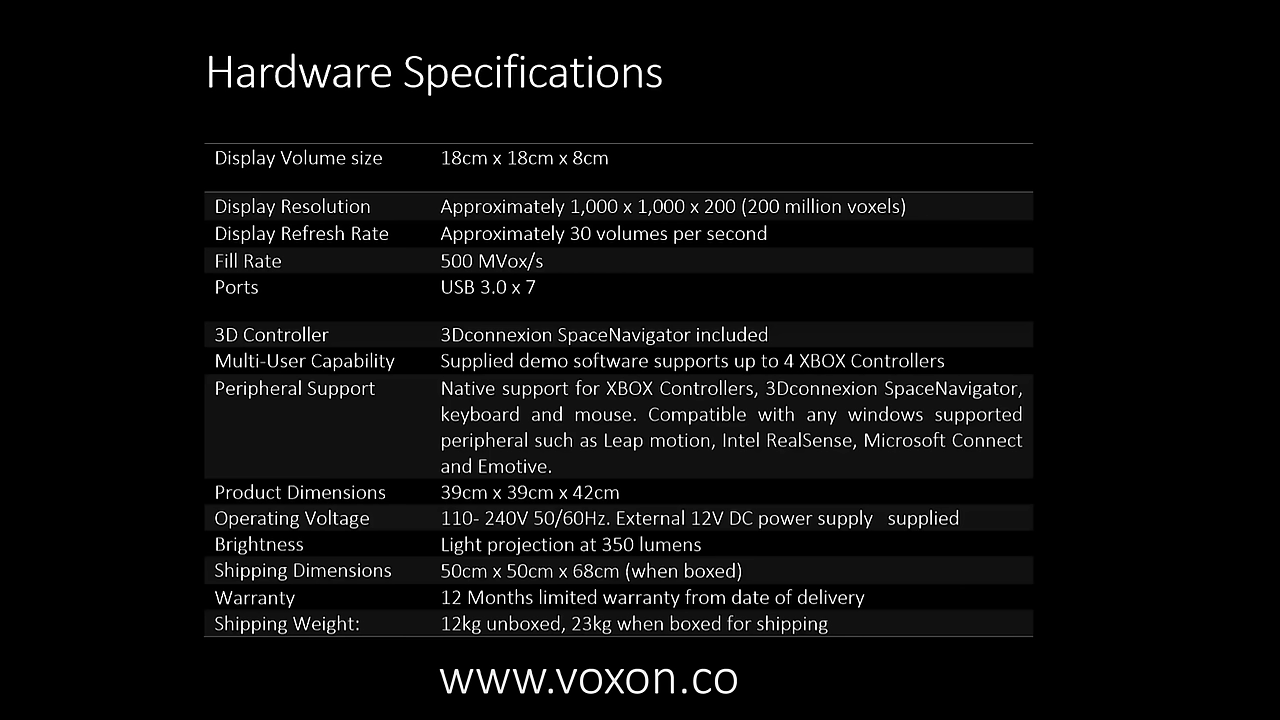 Hardware Specifications
Display Volume size 18cm x 18cm x 8cm
Display Resolution Approximately 1,000 x 1,000 x 200 (200 million voxels)
Display Refresh Rate Approximately 30 volumes per second
Fill Rate 500 MVox/s
Ports USB 3.0 x 7
3D Controller 3Dconnexion SpaceNavigator included
Multi-User Capability Supplied demo software supports up to 4 XBOX Controllers
Peripheral Support Native support for XBOX Controllers, 3Dconnexion SpaceNavigator,
keyboard and mouse. Compatible with any windows supported
peripheral such as Leap motion, Intel RealSense, Microsoft Connect
and Emotive.
Product Dimensions 39cm x 39cm x 42cm
Operating Voltage 110- 240V 50/60Hz. External 12V DC power supply supplied
Brightness Light projection at 350 lumens
Shipping Dimensions 50cm x 50cm x 68cm (when boxed)
Warranty 12 Months limited warranty from date of delivery
Shipping Weight: 12kg unboxed, 23kg when boxed for shipping
www.voxon.co